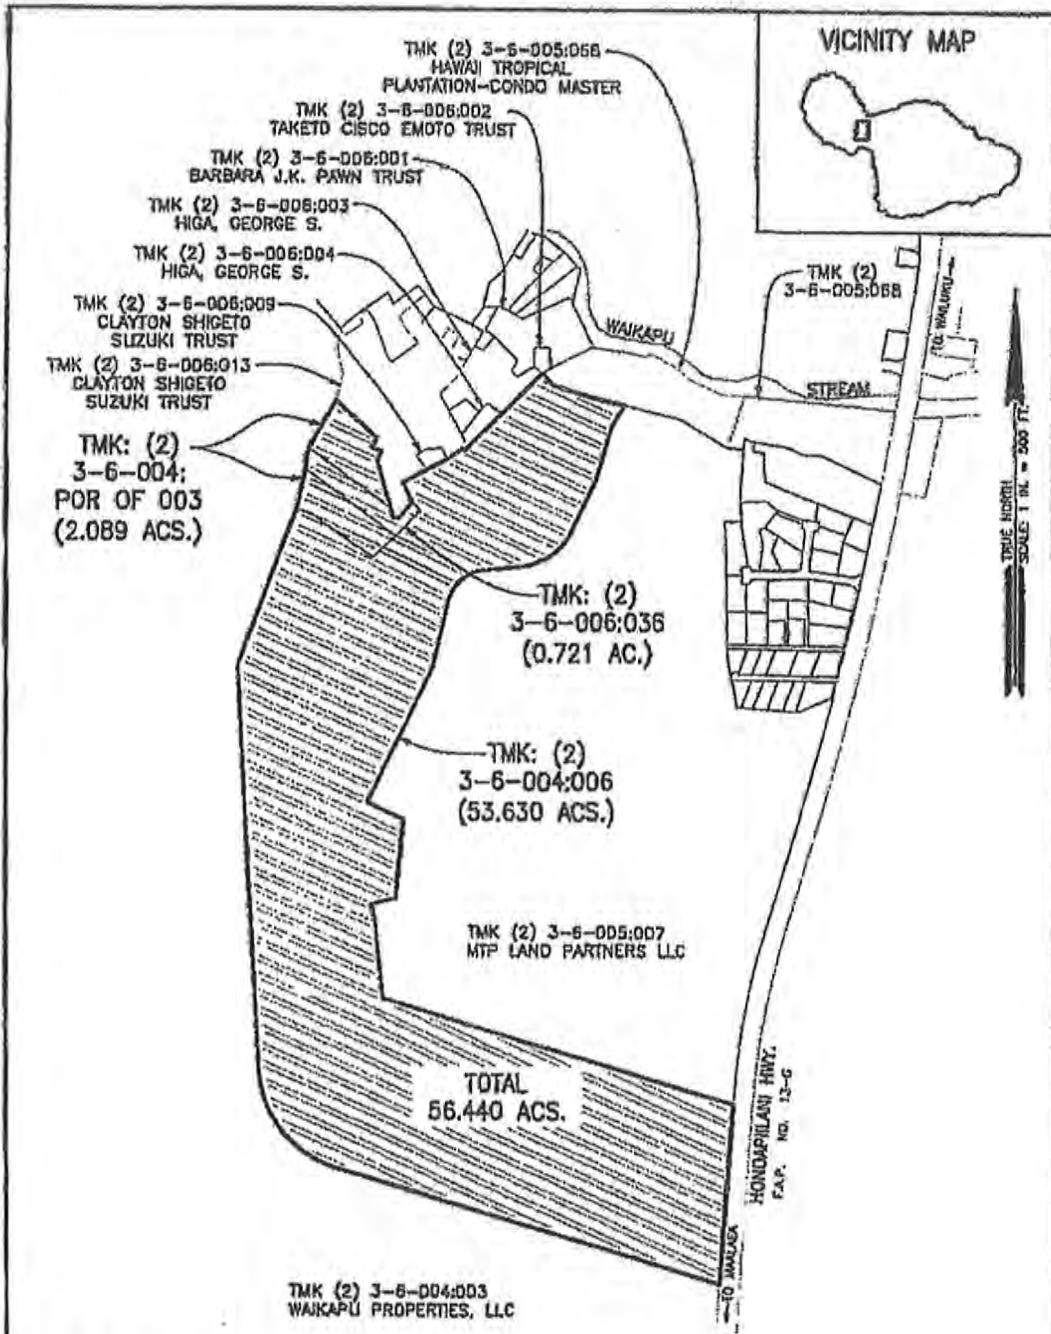 VICINITY MAP
TMK (2) 3-6-005:068
HAWAII TROPICAL
PLANTATION-CONDO MASTER
TMK (2) 3-6-006:002
TAKETO CISCO EMOTO TRUST
TMK (2) 3-6-006:001
BARBARA J.K. PAWN TRUST
TMK (2) 3-6-006:003
HIGA, GEORGE S.
TMK (2) 3-6-006:004
HIGA, GEORGE S.
TMK (2) 3-6-006:009
CLAYTON SHIGETO
SUZUKI TRUST
TMK (2) 3-6-006:013
CLAYTON SHIGETO
SUZUKI TRUST
TMK: (2)
3-6-004:
POR OF 003
(2.089 ACS.)
WAIKAPU
STREAM
TMK (2)
3-6-005:068
TO WAILUKU
TRUE NORTH
SCALE: 1 IN. = 500 FT.
TMK: (2)
3-6-006:036
(0.721 AC.)
TMK: (2)
3-6-004:006
(53.630 ACS.)
TMK (2) 3-6-005:007
MTP LAND PARTNERS LLC
TOTAL
56.440 ACS.
HONOAPIILANI HWY.
F.A.P. NO. 13-G
TO MAALAEA
TMK (2) 3-6-004:003
WAIKAPU PROPERTIES, LLC